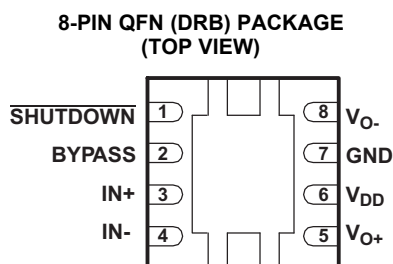 8-PIN QFN (DRB) PACKAGE
(TOP VIEW)
SHUTDOWN 1 8 VO-
BYPASS 2 7 GND
IN+ 3 6 VDD
IN- 4 5 VO+